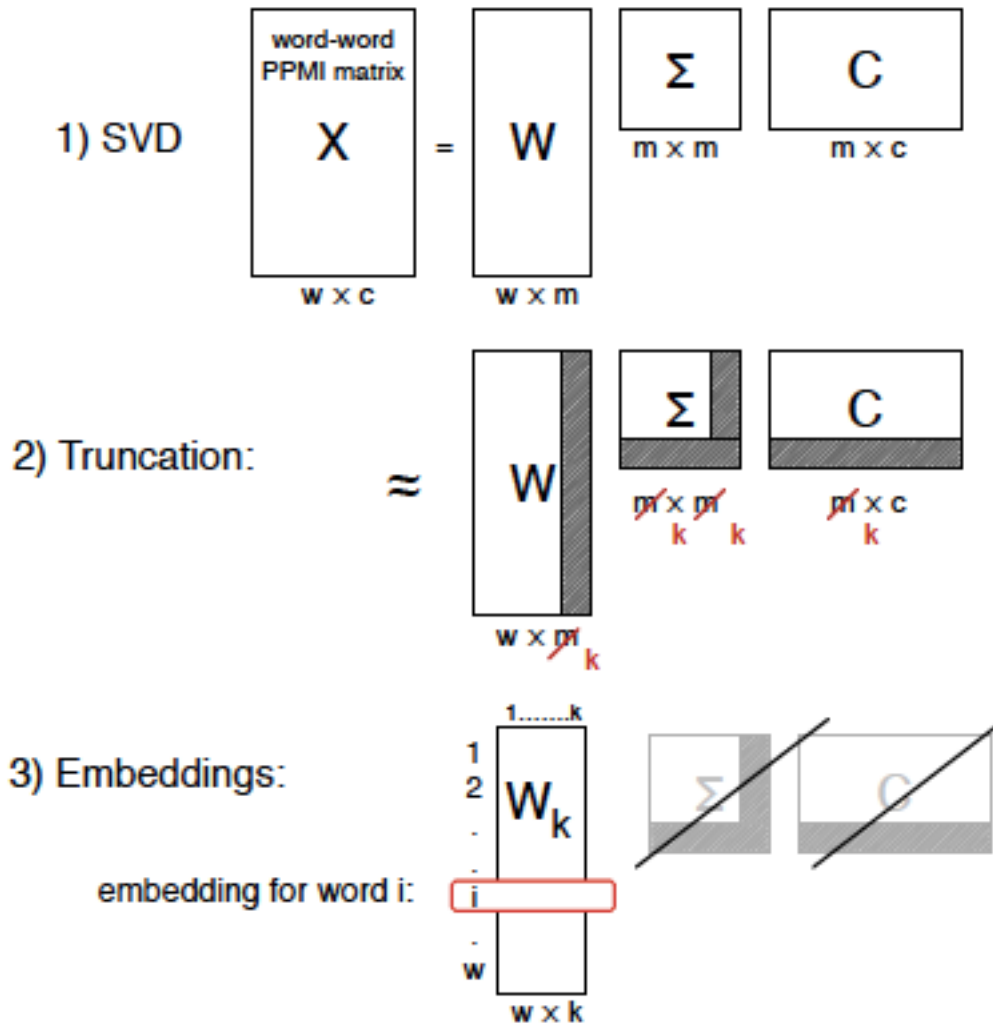 word-word
PPMI matrix
1) SVD
X
=
W
Σ
C
w × c
w × m
m × m
m × c
2) Truncation:
≈
W
Σ
C
w × m
k
m × m
k k
m × c
k
3) Embeddings:
1.......k
1
2
.
.
i
.
w
W
k
Σ
C
embedding for word i:
w × k